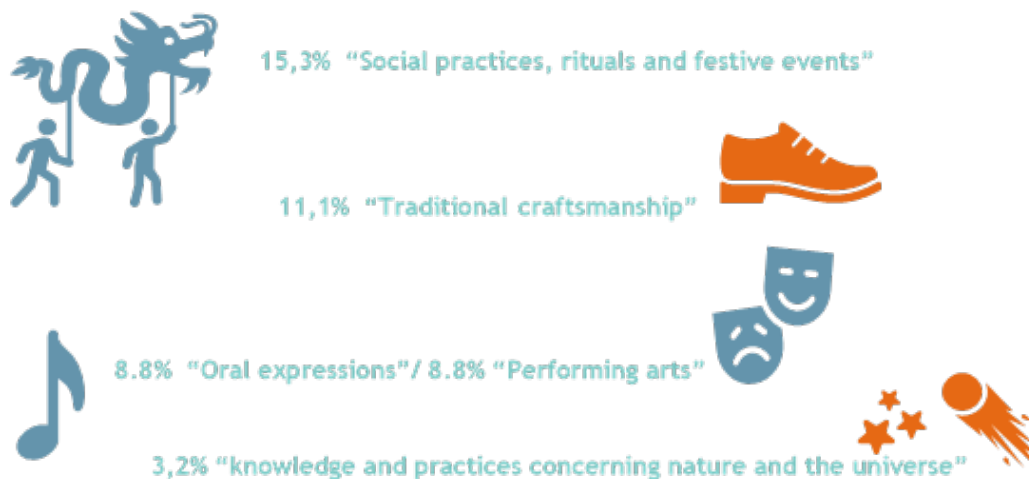 15,3% “Social practices, rituals and festive events”
11,1% “Traditional craftsmanship”
8.8% “Oral expressions”/ 8.8% “Performing arts”
3,2% “knowledge and practices concerning nature and the universe”